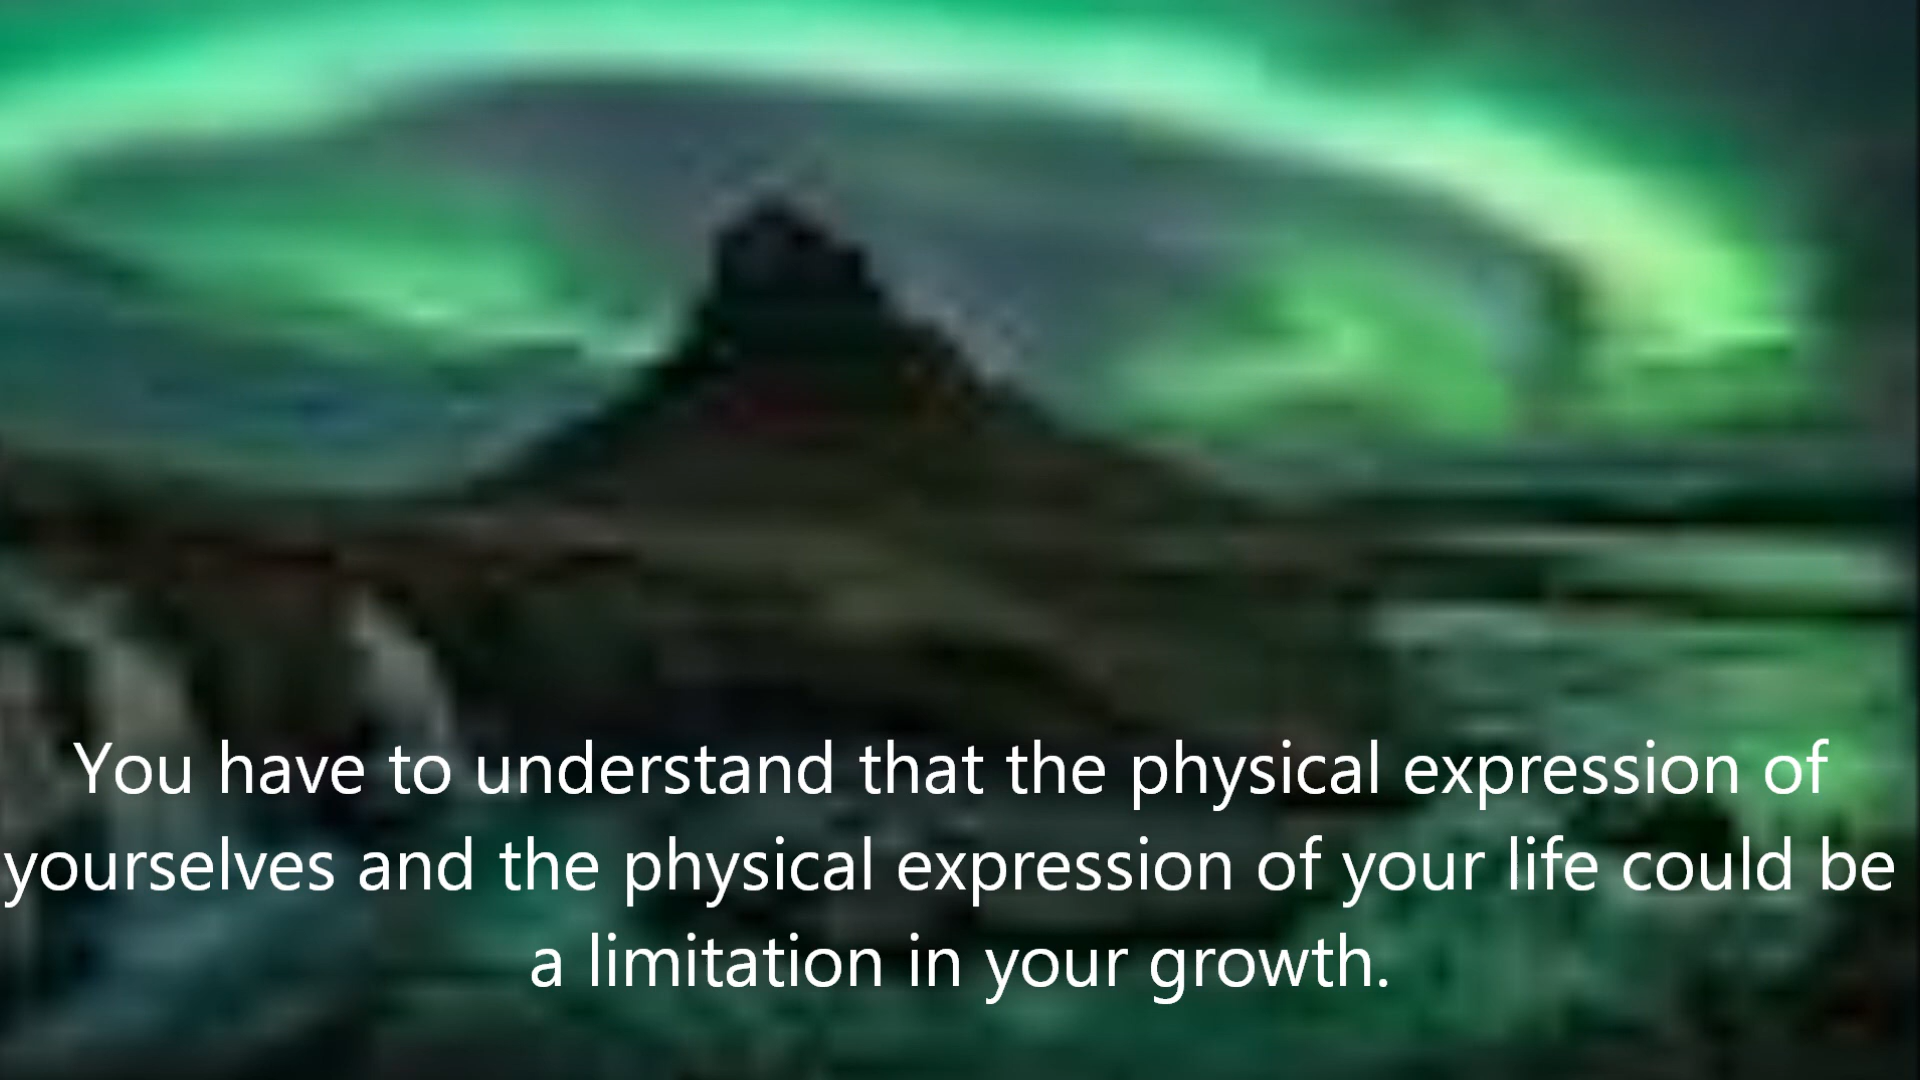 You have to understand that the physical expression of
yourselves and the physical expression of your life could be
a limitation in your growth.